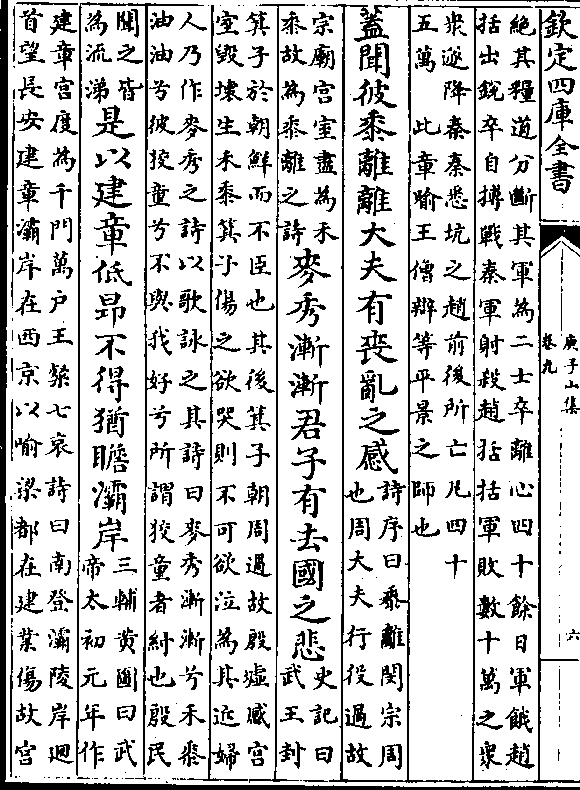 欽定四庫全書
庾子山集
卷九
六
絶其糧道分斷其軍為二士卒離心四十餘日軍餓趙
括出銳卒自搏戰秦軍射殺趙括括軍敗數十萬之衆
衆遂降秦秦悉坑之趙前後所亡凡四十
五萬 此章喻王僧辯等平景之師也
蓋聞彼黍離離大夫有喪亂之感
詩序曰黍離閔宗周
也周大夫行役過故
宗廟宫室盡為禾
黍故為黍離之詩
麥秀漸漸君子有去國之悲
史記曰
武王封
箕子於朝鮮而不臣也其後箕子朝周過故殷墟感宫
室毀壞生禾黍箕子傷之欲哭則不可欲泣為其近婦
人乃作麥秀之詩以歌詠之其詩曰麥秀漸漸兮禾黍
油油兮彼狡童兮不與我好兮所謂狡童者紂也殷民
聞之皆
為流涕
是以建章低昂不得猶瞻灞岸
三輔黄圖曰武
帝太初元年作
建章宫度為千門萬户王粲七哀詩曰南登灞陵岸迴
首望長安建章灞岸在西京以喻梁都在建業傷故宫